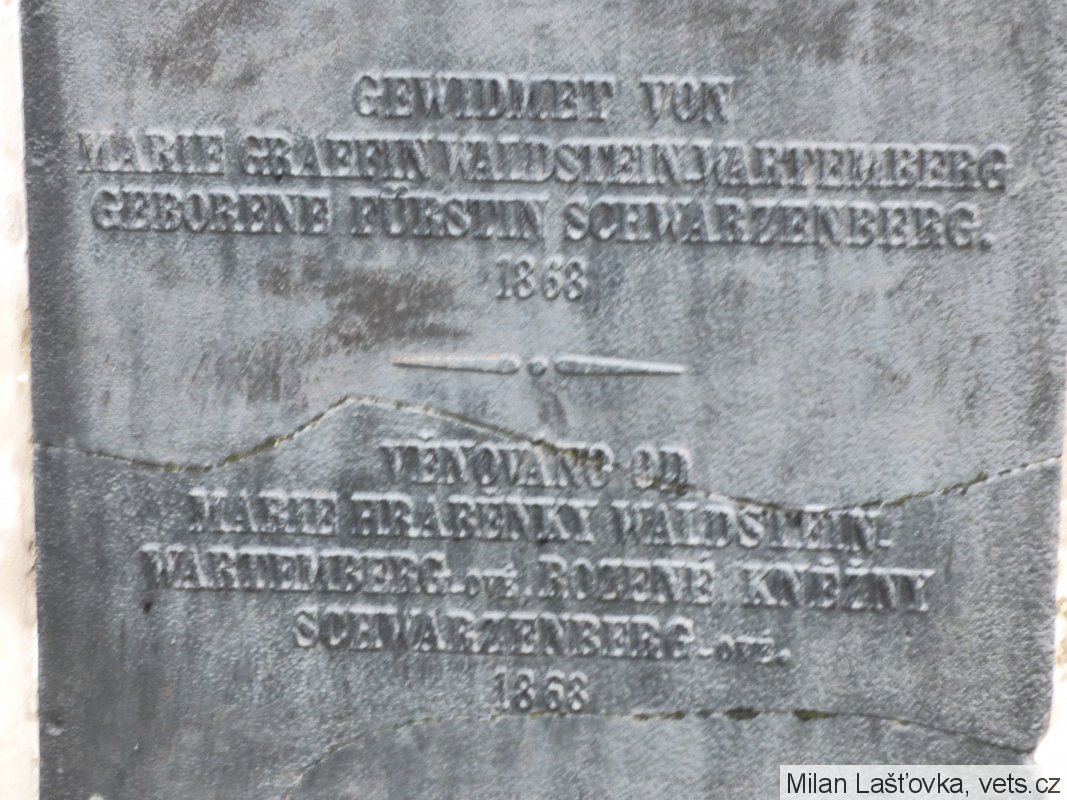 GEWIDMET VON
MARIE GRAEFIN WALDSTEIN WARTEMBERG
GEBORENE FÜRSTIN SCHWARZENBERG.
1868
VĚNOVANO OD
MARIE HRABĚNKY WALDSTEIN-
WARTEMBERG-ové. ROZENÉ KNĚŽNY
SCHWARZENBERG-ové.
1868
Milan Lašťovka, vets.cz